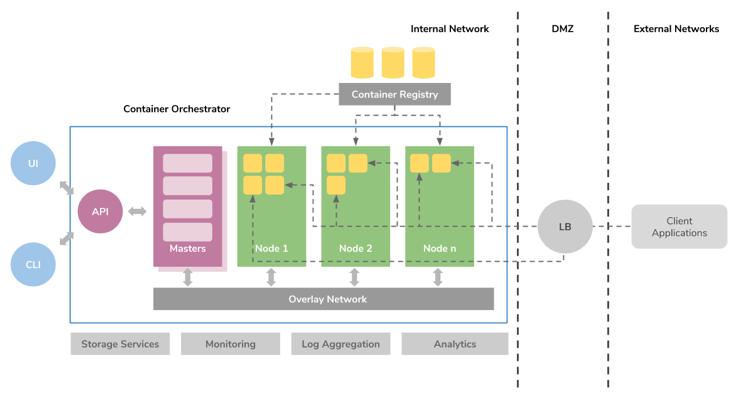 Internal Network
DMZ
External Networks
Container Registry
Container Orchestrator
UI
API
CLI
Masters
Node 1
Node 2
Node n
LB
Client
Applications
Overlay Network
Storage Services
Monitoring
Log Aggregation
Analytics